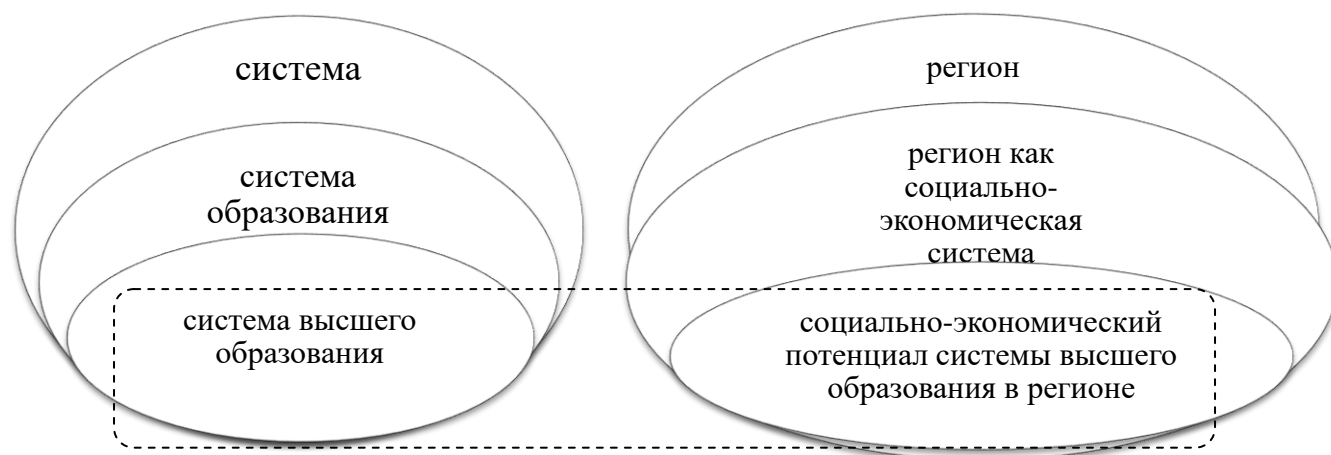 система
система
образования
система высшего
образования
регион
регион как
социально-
экономическая
система
социально-экономический
потенциал системы высшего
образования в регионе